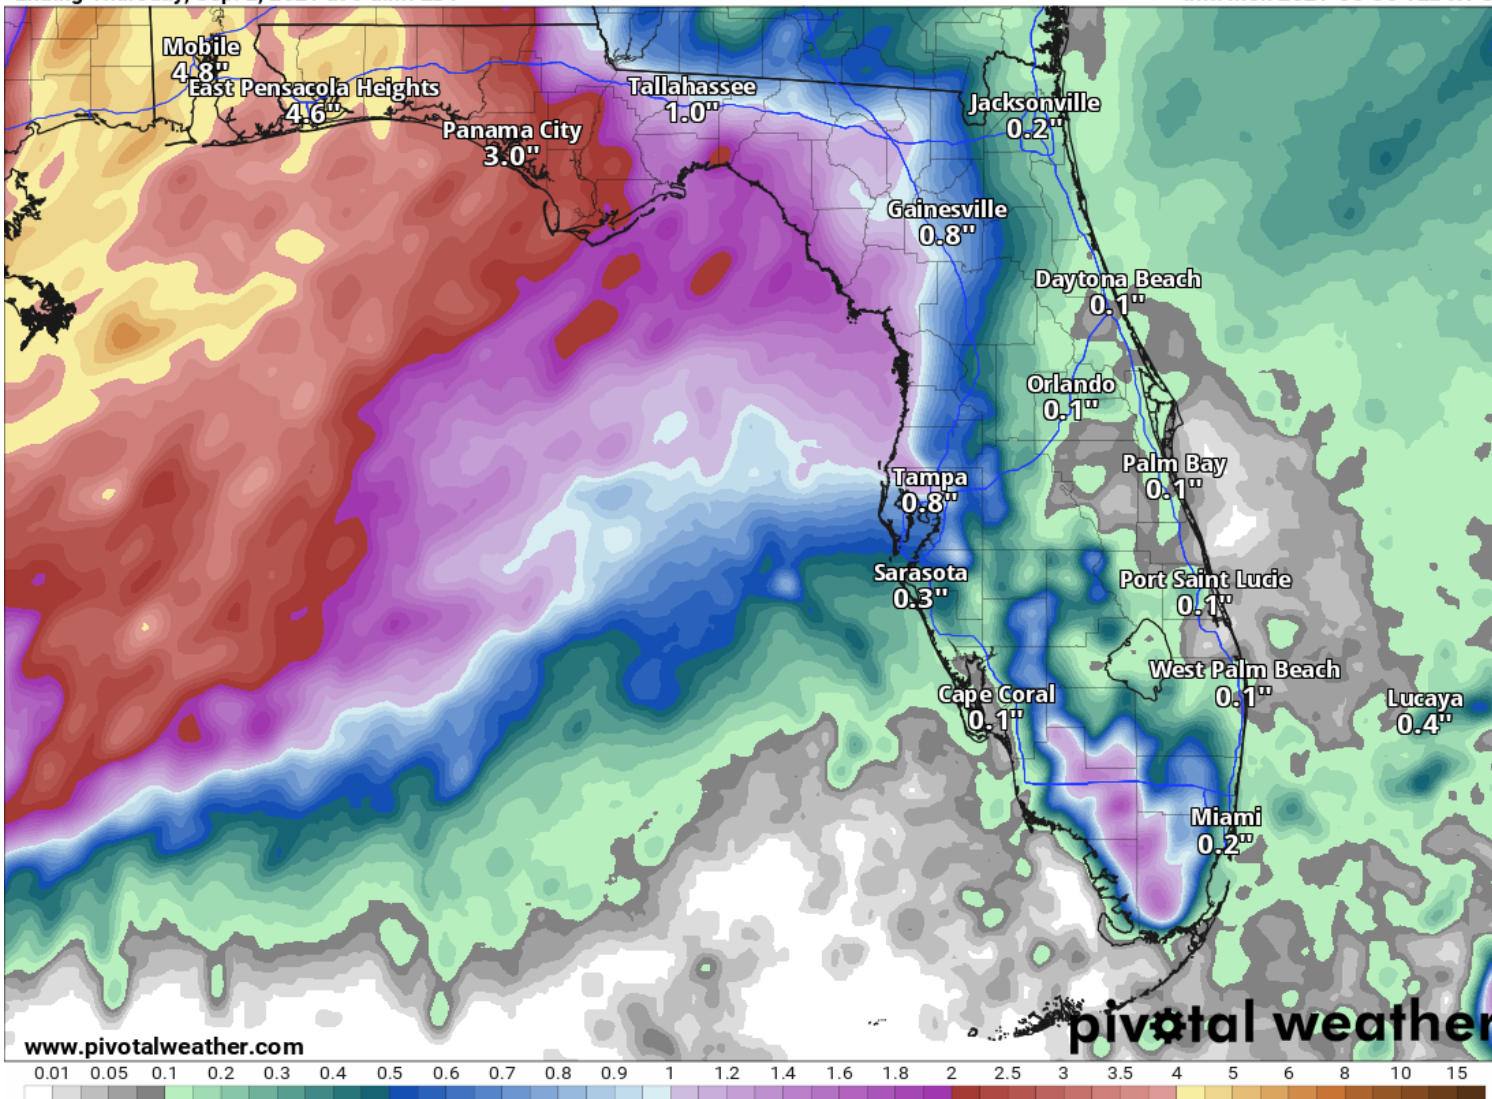 Mobile
4.8"
East Pensacola Heights
4.6"
Panama City
3.0"
Tallahassee
1.0"
Jacksonville
0.2"
Gainesville
0.8"
Daytona Beach
0.1"
Orlando
0.1"
Tampa
0.8"
Palm Bay
0.1"
Sarasota
0.3"
Port Saint Lucie
0.1"
Cape Coral
0.1"
West Palm Beach
0.1"
Lucaya
0.4"
Miami
0.2"
pivotal weather
www.pivotalweather.com
0.01 0.05 0.1 0.2 0.3 0.4 0.5 0.6 0.7 0.8 0.9 1 1.2 1.4 1.6 1.8 2 2.5 3 3.5 4 5 6 8 10 15